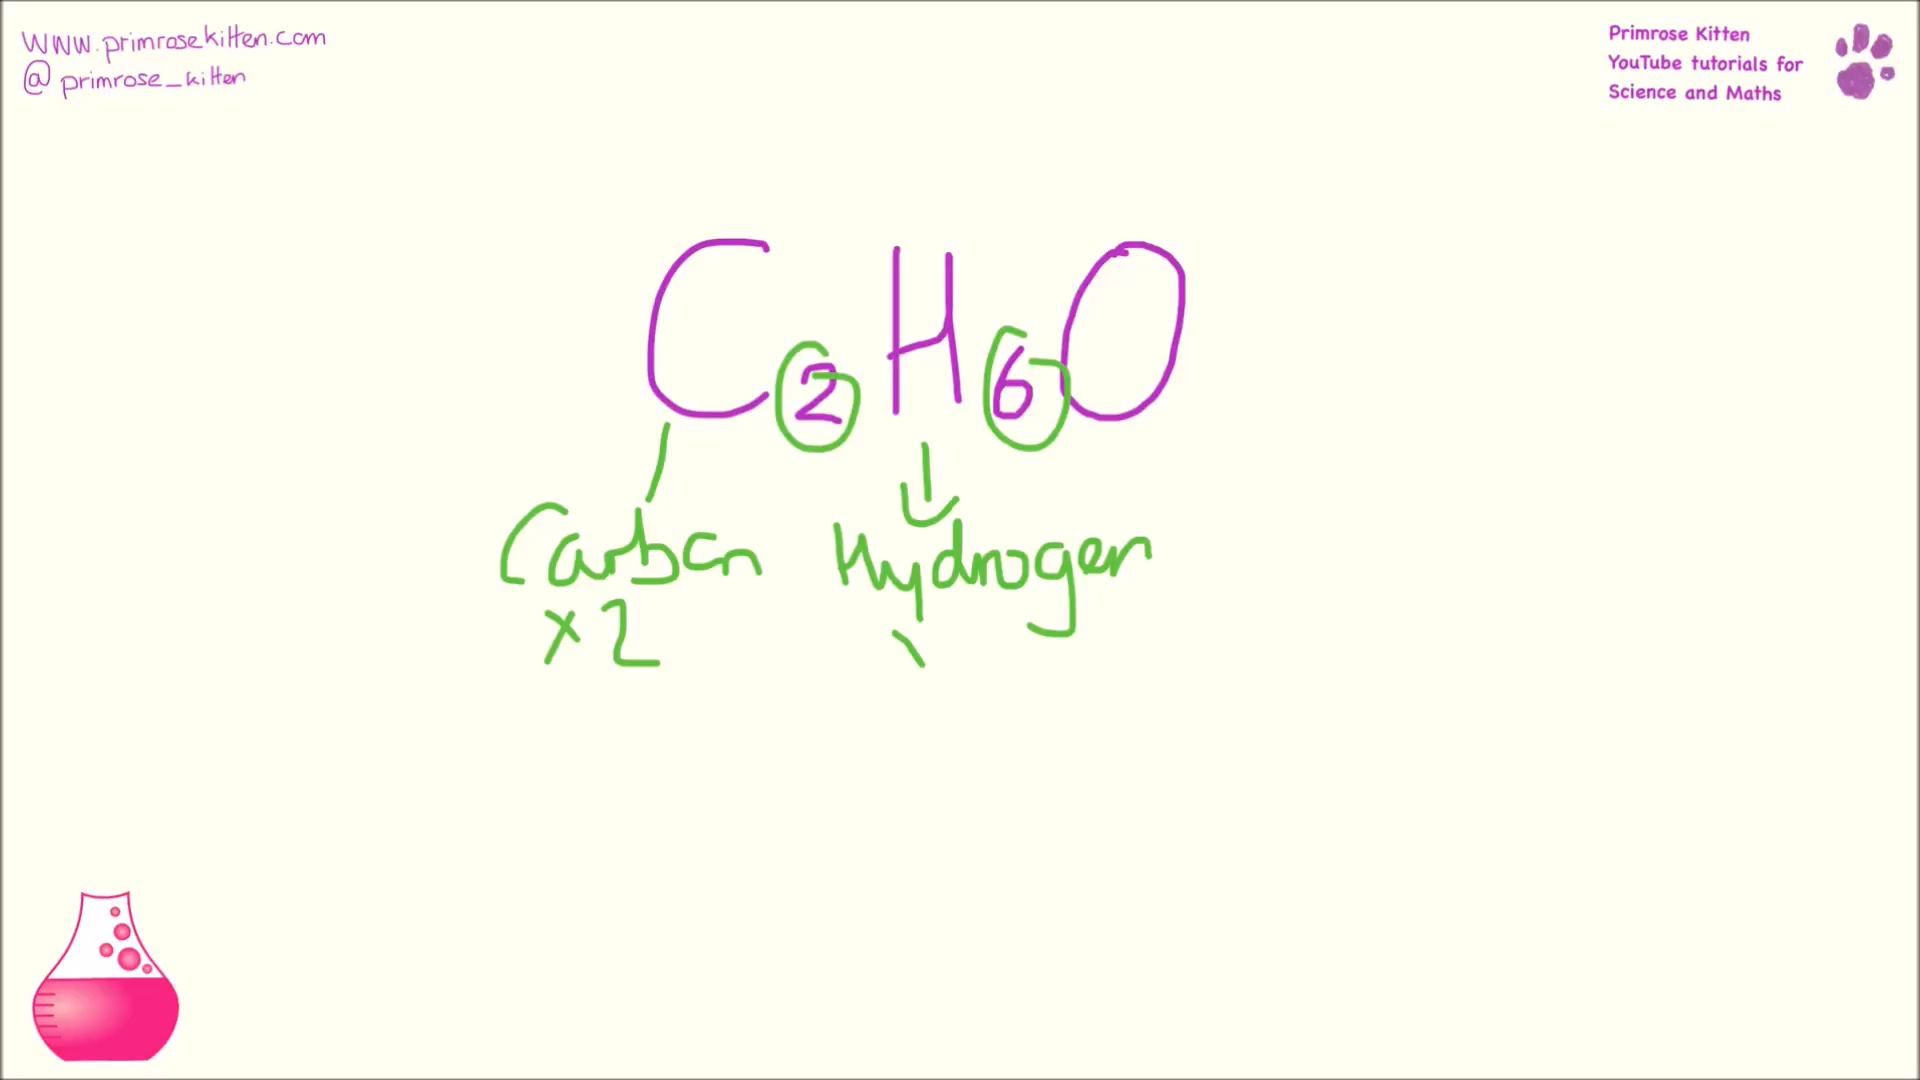 www.primrosekitten.com
@primrose_kitten
Primrose Kitten
YouTube tutorials for
Science and Maths
C2H6O
Carbon Hydrogen
x2